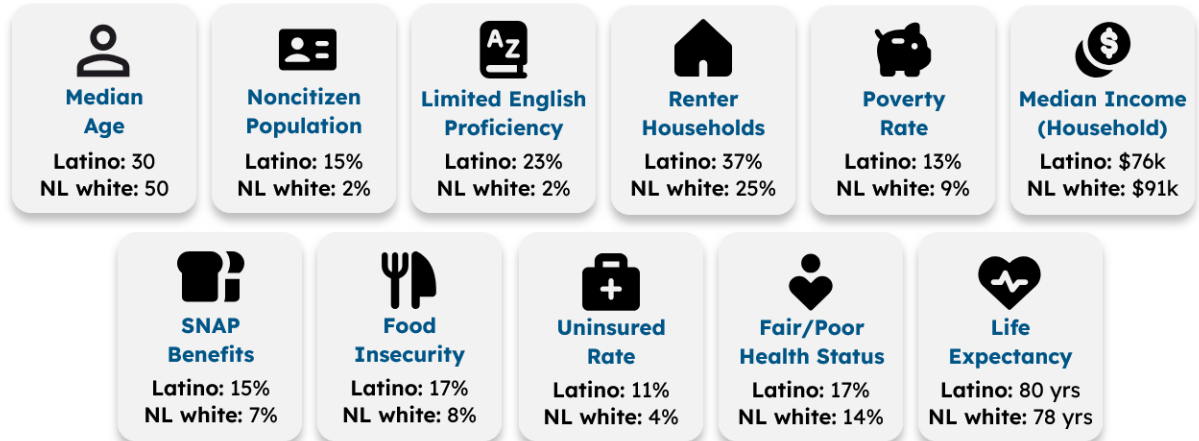 Median
Age
Latino: 30
NL white: 50
Noncitizen
Population
Latino: 15%
NL white: 2%
A
Z
Limited English
Proficiency
Latino: 23%
NL white: 2%
Renter
Households
Latino: 37%
NL white: 25%
Poverty
Rate
Latino: 13%
NL white: 9%
$
Median Income
(Household)
Latino: $76k
NL white: $91k
SNAP
Benefits
Latino: 15%
NL white: 7%
Food
Insecurity
Latino: 17%
NL white: 8%
Uninsured
Rate
Latino: 11%
NL white: 4%
Fair/Poor
Health Status
Latino: 17%
NL white: 14%
Life
Expectancy
Latino: 80 yrs
NL white: 78 yrs